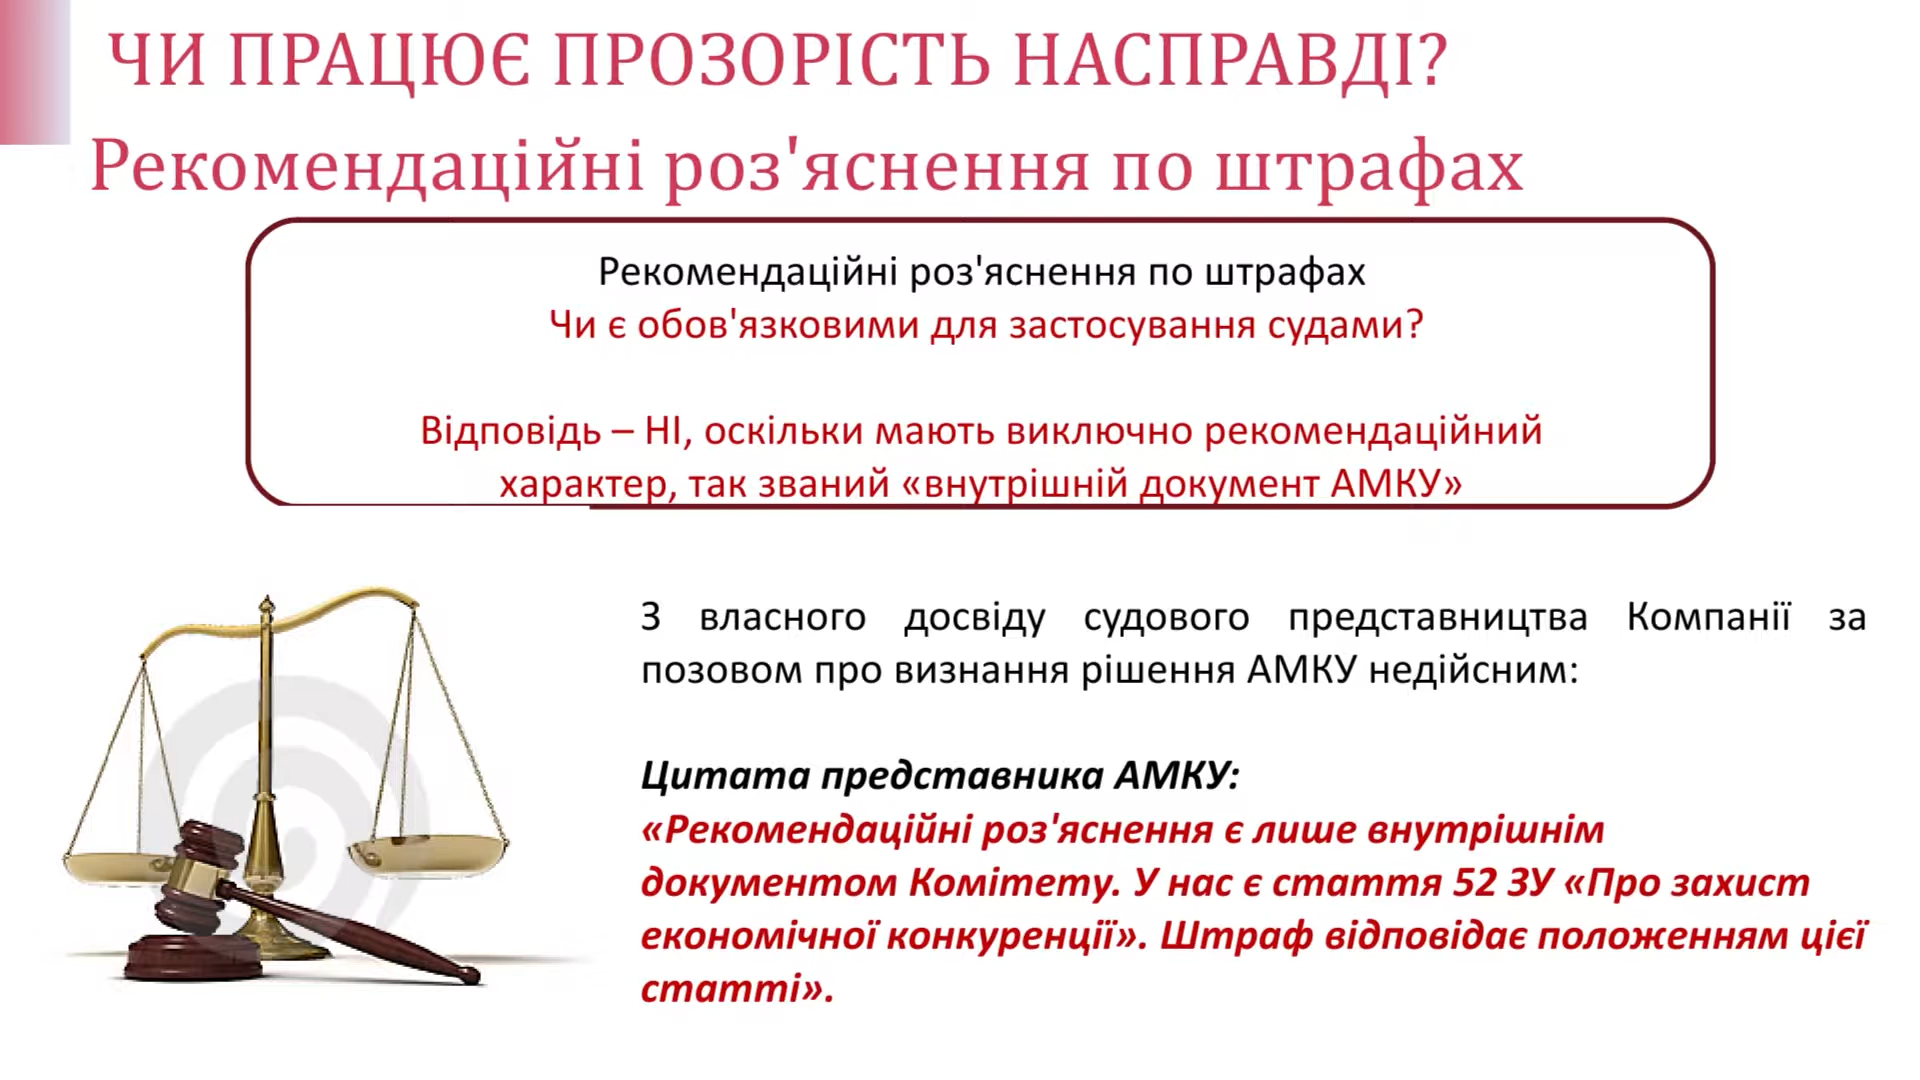 ЧИ ПРАЦЮЄ ПРОЗОРІСТЬ НАСПРАВДІ?
Рекомендаційні роз'яснення по штрафах
Рекомендаційні роз'яснення по штрафах
Чи є обов'язковими для застосування судами?
Відповідь – НІ, оскільки мають виключно рекомендаційний
характер, так званий «внутрішній документ АМКУ»
З власного досвіду судового представництва Компанії за
позовом про визнання рішення АМКУ недійсним:
Цитата представника АМКУ:
«Рекомендаційні роз'яснення є лише внутрішнім
документом Комітету. У нас є стаття 52 ЗУ «Про захист
економічної конкуренції». Штраф відповідає положенням цієї
статті».